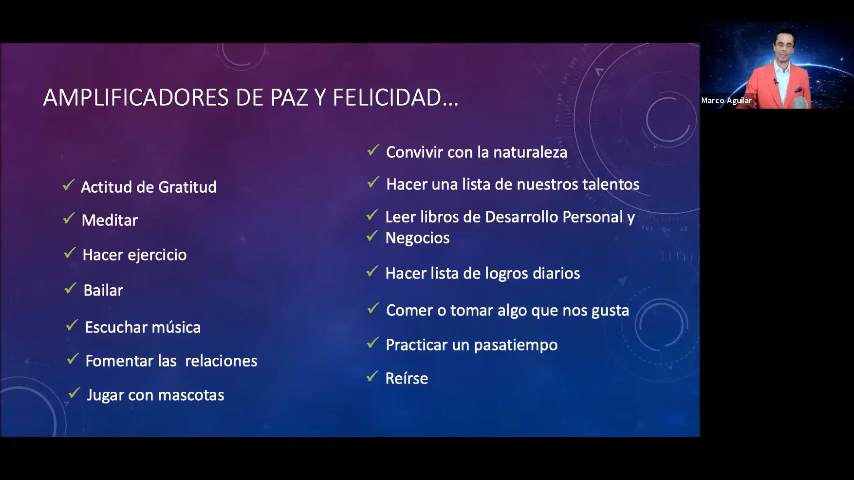 AMPLIFICADORES DE PAZ Y FELICIDAD...
Actitud de Gratitud
Meditar
Hacer ejercicio
Bailar
Escuchar música
Fomentar las relaciones
Jugar con mascotas
Convivir con la naturaleza
Hacer una lista de nuestros talentos
Leer libros de Desarrollo Personal y
Negocios
Hacer lista de logros diarios
Comer o tomar algo que nos gusta
Practicar un pasatiempo
Reírse
Marco Aguilar